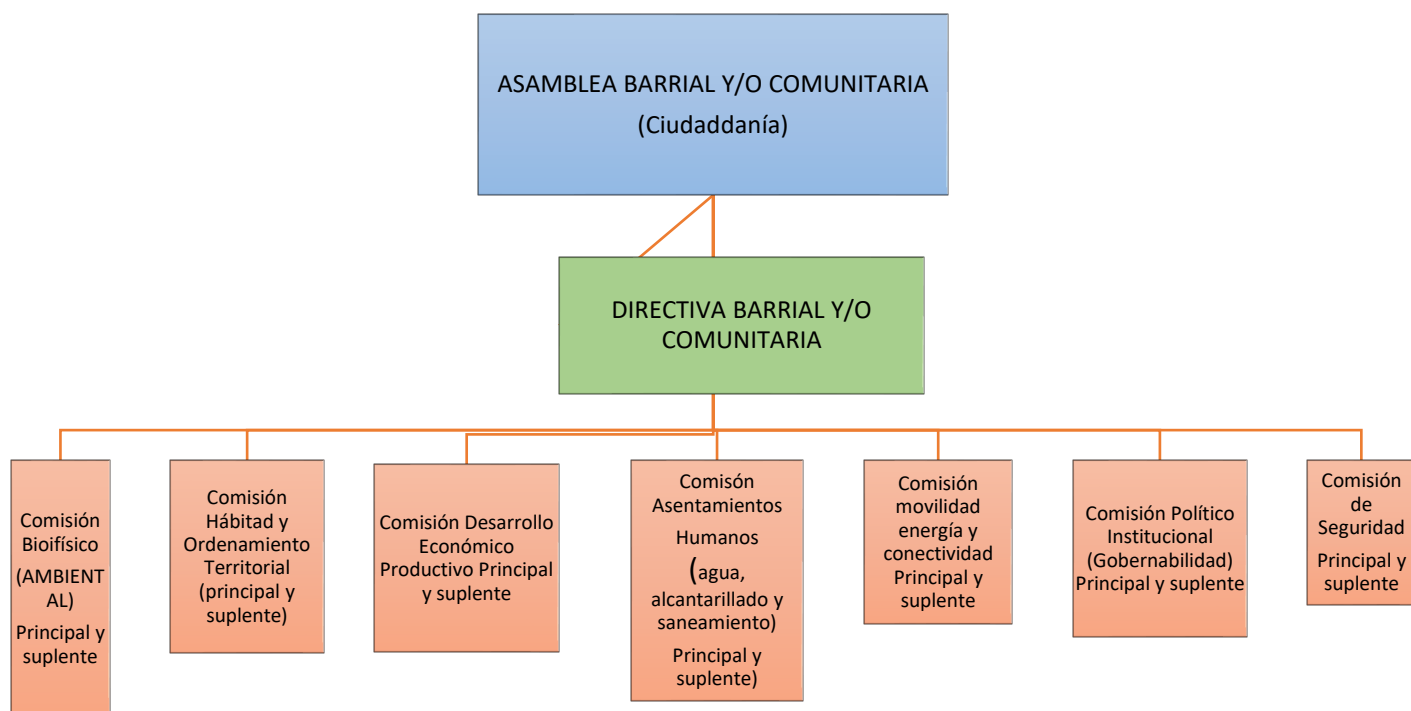 ASAMBLEA BARRIAL Y/O COMUNITARIA
(Ciudaddanía)
DIRECTIVA BARRIAL Y/O
COMUNITARIA
Comisión
Bioifísico
(AMBIENT
AL)
Principal y
suplente
Comisión
Hábitad y
Ordenamiento
Territorial
(principal y
suplente)
Comisión Desarrollo
Económico
Productivo Principal
y suplente
Comisón
Asentamientos
Humanos
(agua,
alcantarillado y
saneamiento)
Principal y
suplente)
Comisión
movilidad
energía y
conectividad
Principal y
suplente
Comisión Político
Institucional
(Gobernabilidad)
Principal y suplente
Comisión
de
Seguridad
Principal y
suplente